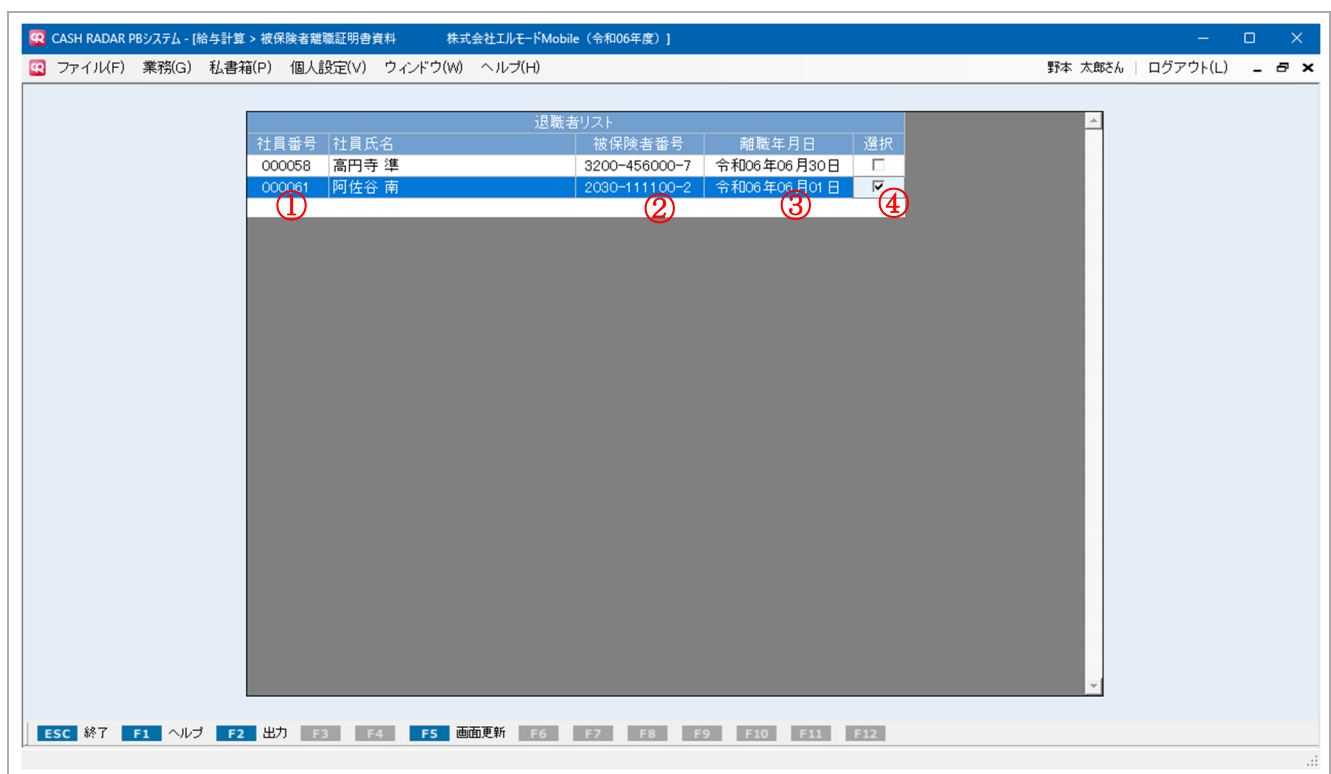 CASH RADAR PBシステム - [給与計算 > 被保険者離職証明書資料 株式会社エルモードMobile（令和06年度）]
ファイル(F) 業務(G) 私書箱(P) 個人設定(V) ウィンドウ(W) ヘルプ(H) 野本 太郎さん | ログアウト(L)
退職者リスト
社員番号 社員氏名 被保険者番号 離職年月日 選択
000058 高円寺 準 3200-456000-7 令和06年06月30日
000061 阿佐谷 南 2030-111100-2 令和06年06月01日
① ② ③ ④
ESC 終了 F1 ヘルプ F2 出力 F3 F4 F5 画面更新 F6 F7 F8 F9 F10 F11 F12